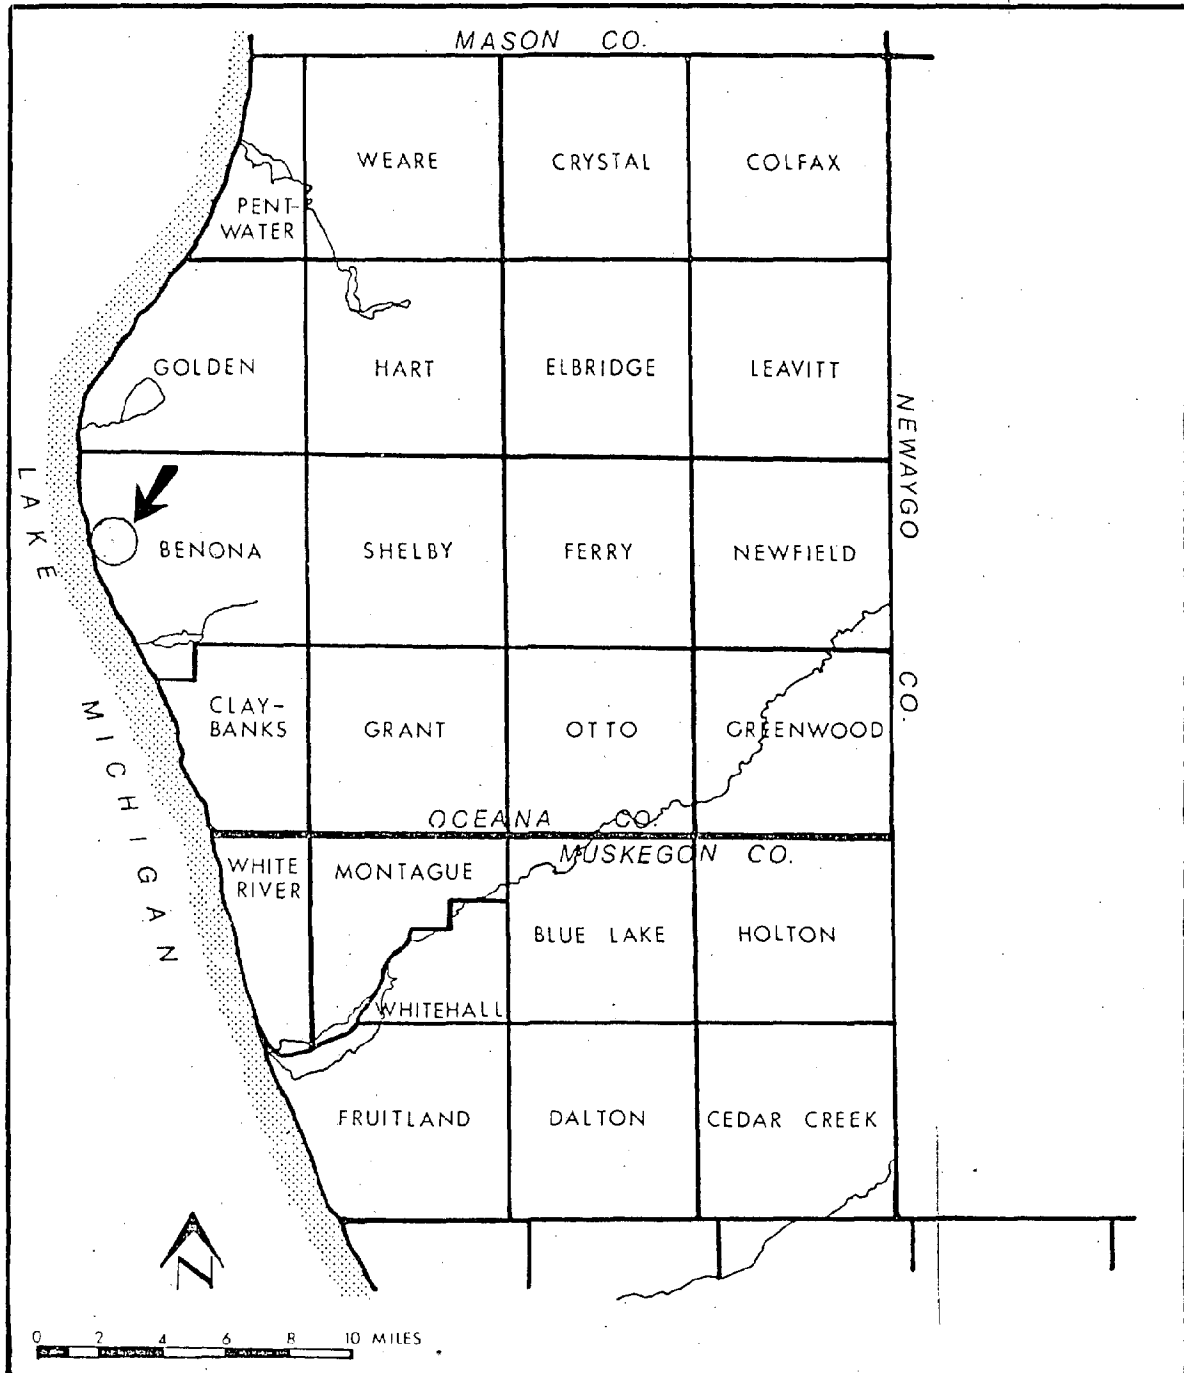 MASON CO.
WEARE CRYSTAL COLFAX
PENT-
WATER
GOLDEN HART ELBRIDGE LEAVITT
NEWAYGO CO.
LAKE MICHIGAN
BENONA SHELBY FERRY NEWFIELD
CLAY-
BANKS
GRANT OTTO GREENWOOD
OCEANA CO.
MUSKEGON CO.
WHITE
RIVER
MONTAGUE
BLUE LAKE HOLTON
WHITEHALL
FRUITLAND DALTON CEDAR CREEK
N
0 2 4 6 8 10 MILES